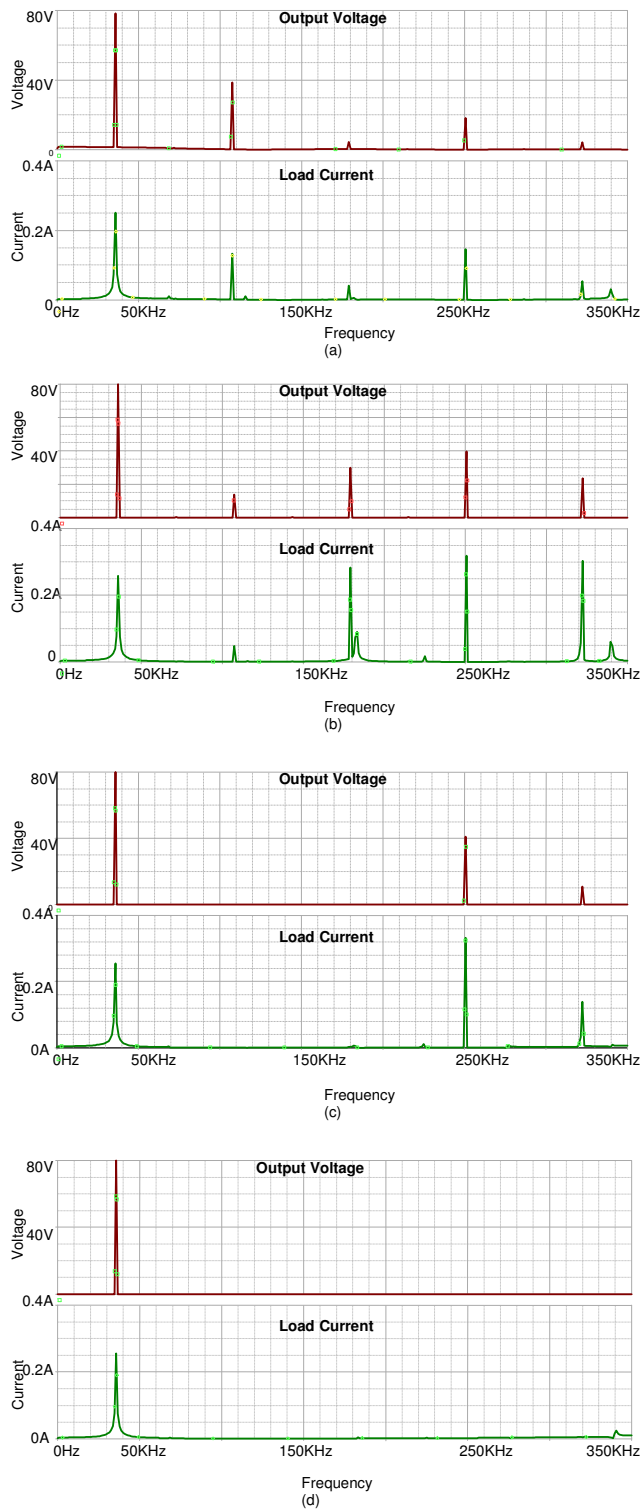 80V
Output Voltage
Voltage
40V
0
0.4A
Load Current
Current
0.2A
0
0Hz 50KHz 150KHz 250KHz 350KHz
Frequency
(a)
80V
Output Voltage
Voltage
40V
0.4A
Load Current
Current
0.2A
0
0Hz 50KHz 150KHz 250KHz 350KHz
Frequency
(b)
80V
Output Voltage
Voltage
40V
0
0.4A
Load Current
Current
0.2A
0A
0Hz 50KHz 150KHz 250KHz 350KHz
Frequency
(c)
80V
Output Voltage
Voltage
40V
0.4A
Load Current
Current
0.2A
0A
0Hz 50KHz 140KHz 250KHz 350KHz
Frequency
(d)